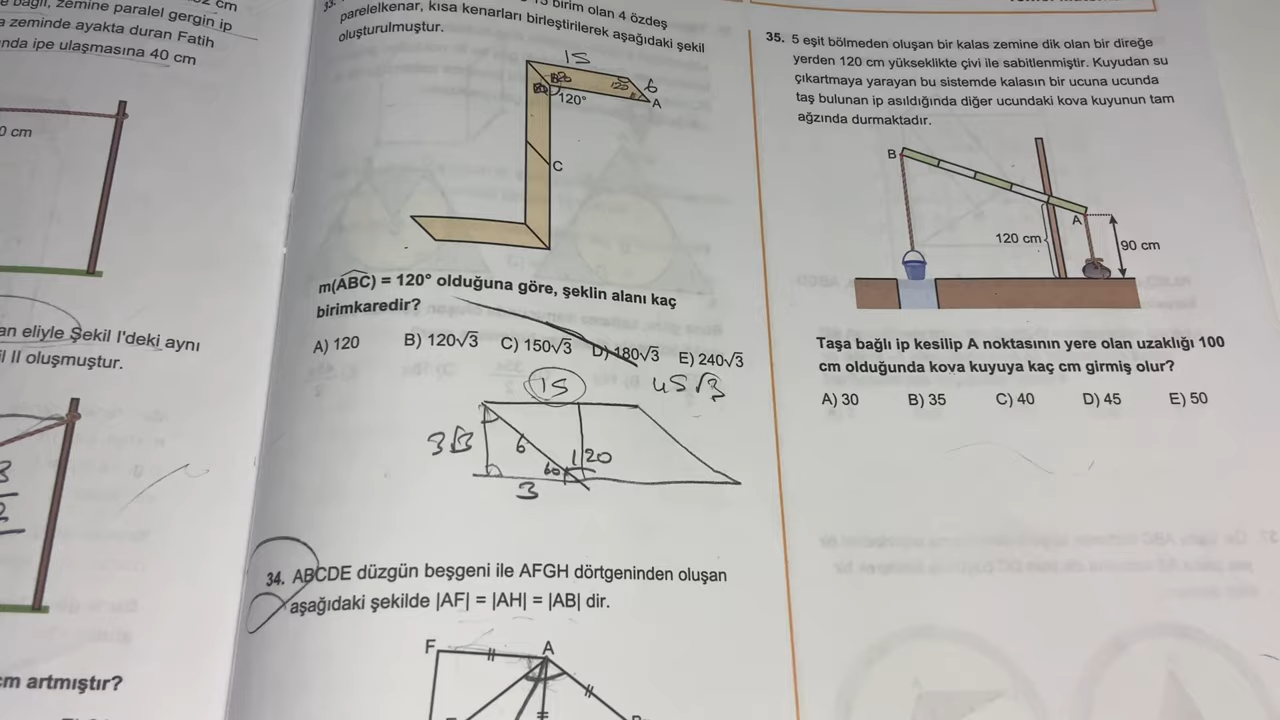 cm
bağlı, zemine paralel gergin ip
zeminde ayakta duran Fatih
nda ipe ulaşmasına 40 cm
0 cm
an eliyle Şekil I'deki aynı
II oluşmuştur.
3
2
cm artmıştır?
33.
birim olan 4 özdeş
parelelkenar, kısa kenarları birleştirilerek aşağıdaki şekil
oluşturulmuştur.
15
6
120
A
120°
C
m(ABC) = 120° olduğuna göre, şeklin alanı kaç
birimkaredir?
A) 120 B) 120√3 C) 150√3 D) 180√3 E) 240√3
15
45√3
3√3
6
60
120
3
34. ABCDE düzgün beşgeni ile AFGH dörtgeninden oluşan
aşağıdaki şekilde |AF| = |AH| = |AB| dir.
F
A
35. 5 eşit bölmeden oluşan bir kalas zemine dik olan bir direğe
yerden 120 cm yükseklikte çivi ile sabitlenmiştir. Kuyudan su
çıkartmaya yarayan bu sistemde kalasın bir ucuna ucunda
taş bulunan ip asıldığında diğer ucundaki kova kuyunun tam
ağzında durmaktadır.
B
A
120 cm
90 cm
Taşa bağlı ip kesilip A noktasının yere olan uzaklığı 100
cm olduğunda kova kuyuya kaç cm girmiş olur?
A) 30 B) 35 C) 40 D) 45 E) 50